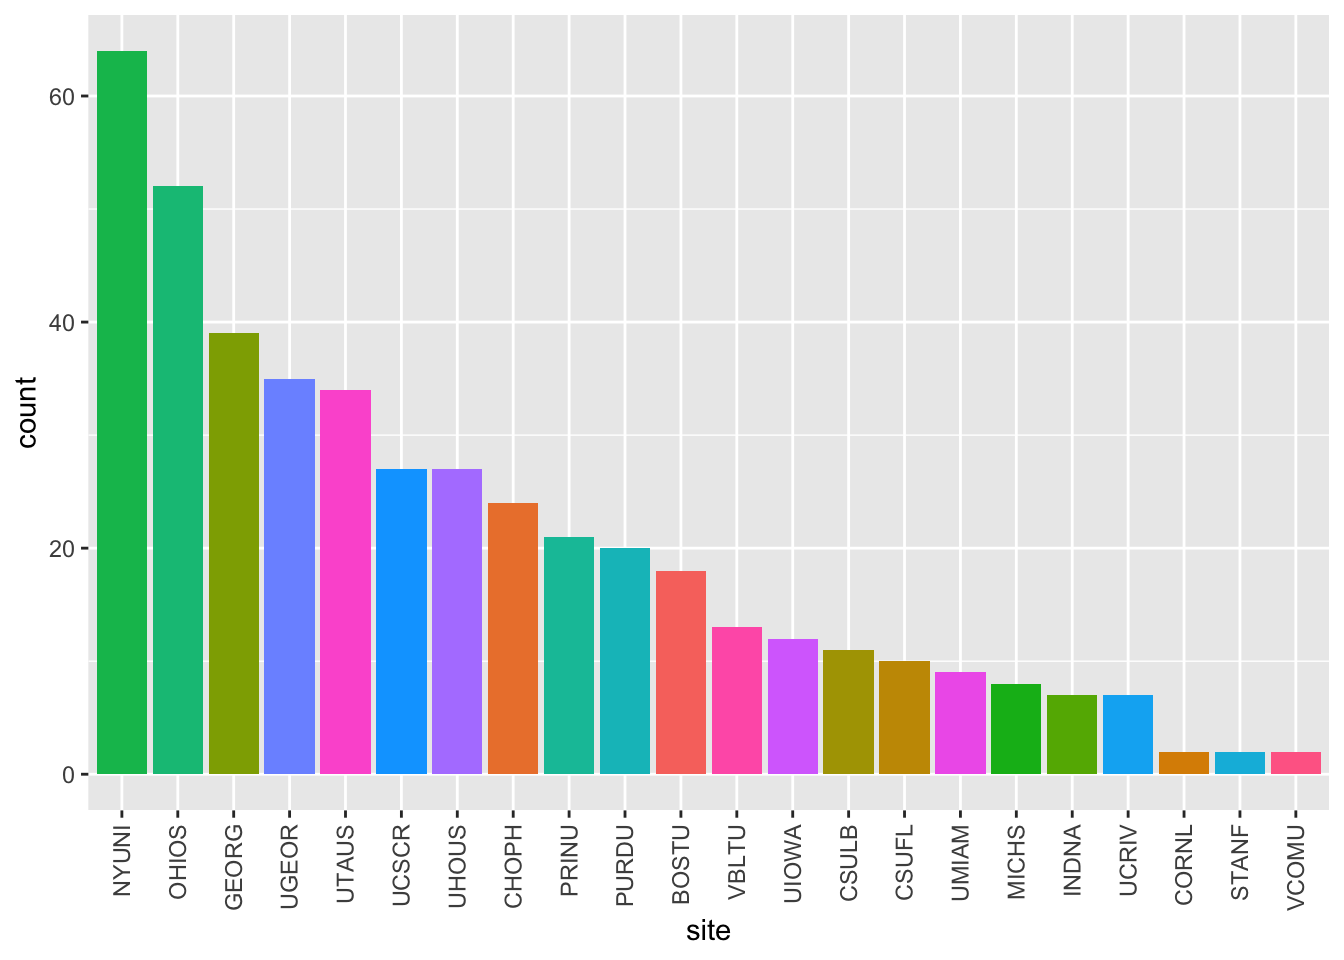 60
40
20
0
count
NYUNI
OHIOS
GEORG
UGEOR
UTAUS
UCSCR
UHOUS
CHOPH
PRINU
PURDU
BOSTU
VBLTU
UIOWA
CSULB
CSUFL
UMIAM
MICHS
INDNA
UCRIV
CORNL
STANF
VCOMU
site